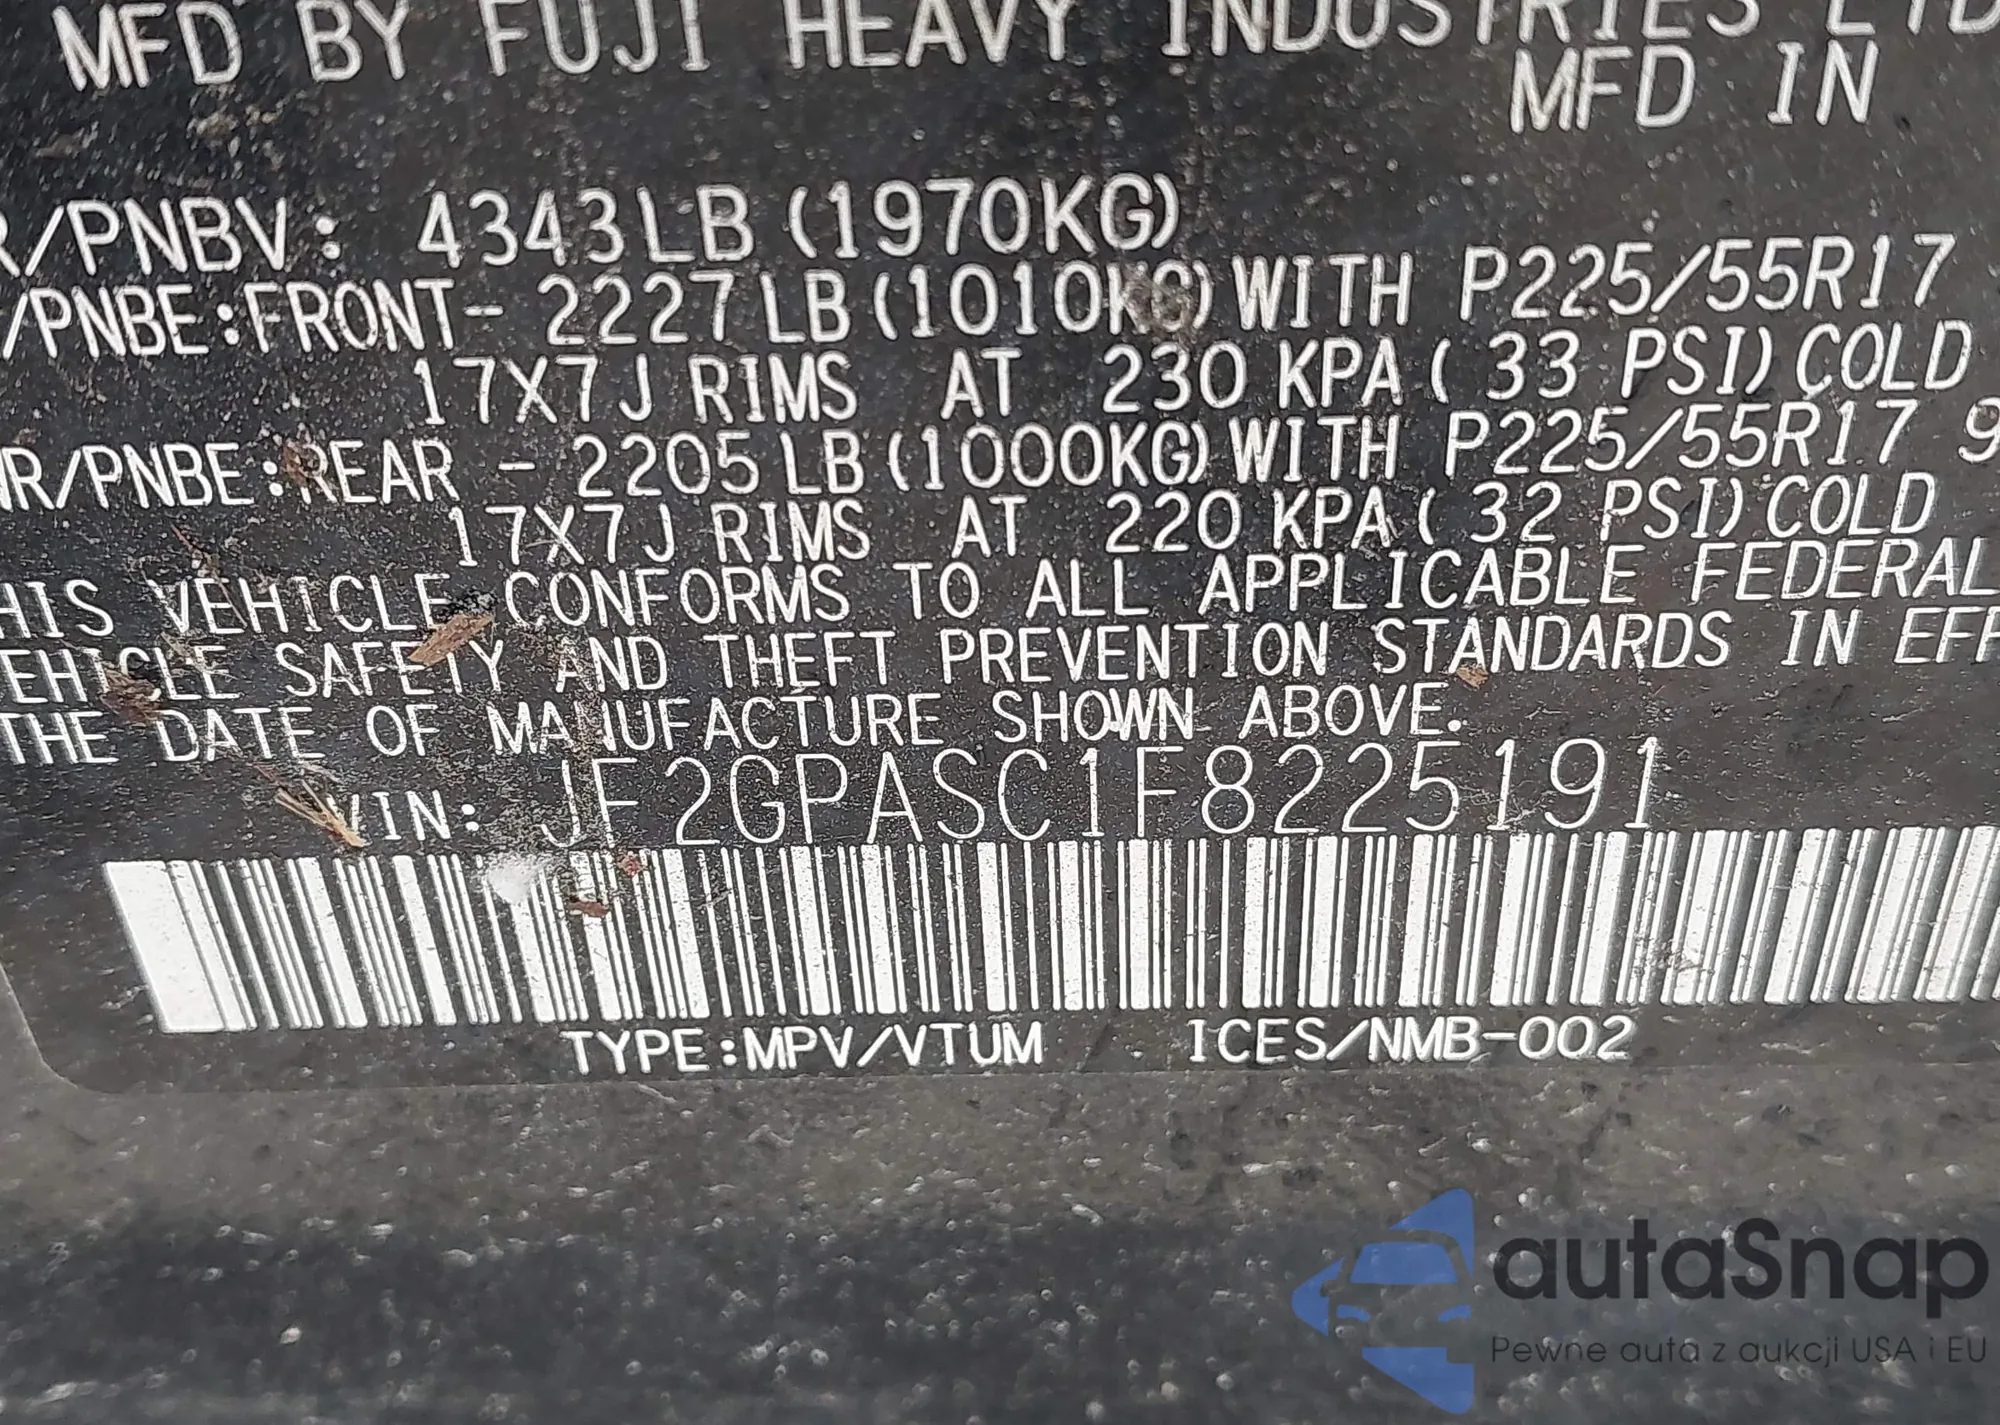 MFD BY FUJI HEAVY INDUSTRIES LTD
MFD IN
R/PNBV: 4343LB (1970KG)
/PNBE:FRONT- 2227LB (1010KG) WITH P225/55R17
17X7J RIMS AT 230 KPA ( 33 PSI) COLD
R/PNBE:REAR - 2205LB (1000KG) WITH P225/55R17 9
17X7J RIMS AT 220 KPA ( 32 PSI) COLD
HIS VEHICLE CONFORMS TO ALL APPLICABLE FEDERAL
EHICLE SAFETY AND THEFT PREVENTION STANDARDS IN EFF
THE DATE OF MANUFACTURE SHOWN ABOVE.
VIN: JF2GPASC1F8225191
TYPE:MPV/VTUM ICES/NMB-002
autaSnap
Pewne auta z aukcji USA i EU